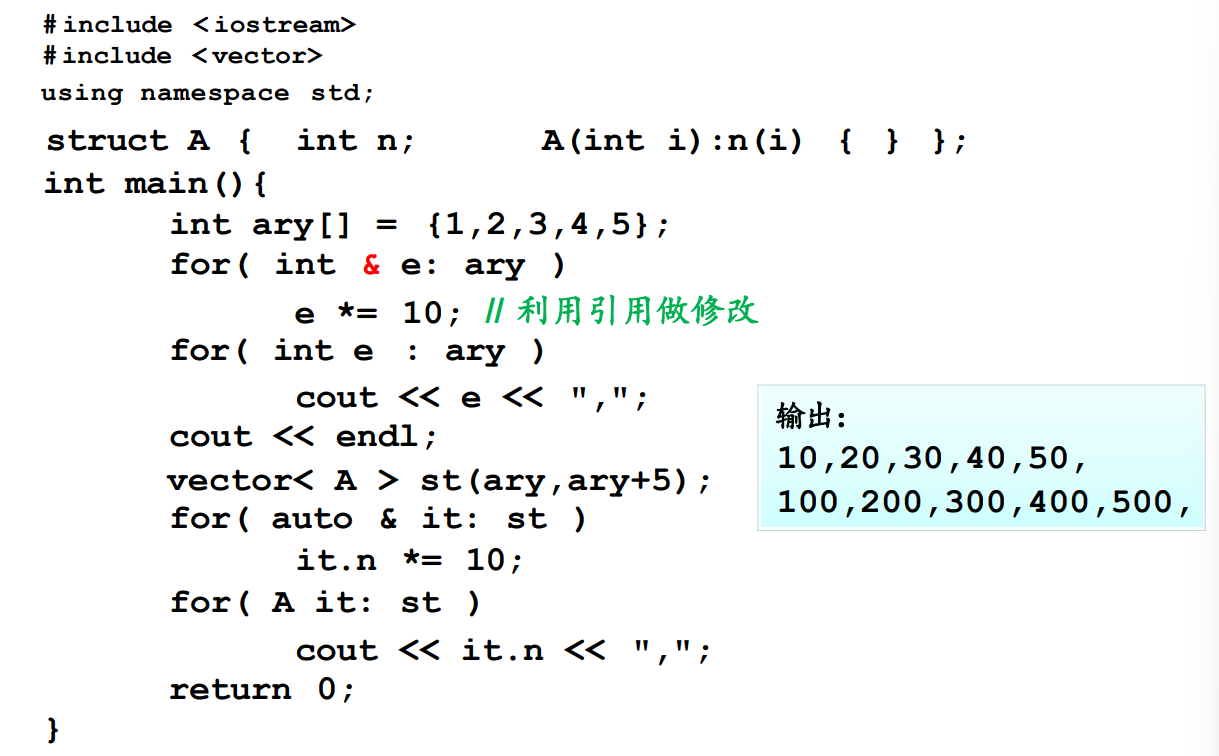 #include <iostream>
#include <vector>
using namespace std;
struct A { int n; A(int i):n(i) { } };
int main(){
int ary[] = {1,2,3,4,5};
for( int & e: ary )
e *= 10; // 利用引用做修改
for( int e : ary )
cout << e << ",";
cout << endl;
vector< A > st(ary,ary+5);
for( auto & it: st )
it.n *= 10;
for( A it: st )
cout << it.n << ",";
return 0;
}
输出:
10,20,30,40,50,
100,200,300,400,500,